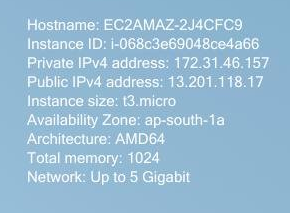 Hostname: EC2AMAZ-2J4CFC9
Instance ID: i-068c3e69048ce4a66
Private IPv4 address: 172.31.46.157
Public IPv4 address: 13.201.118.17
Instance size: t3.micro
Availability Zone: ap-south-1a
Architecture: AMD64
Total memory: 1024
Network: Up to 5 Gigabit